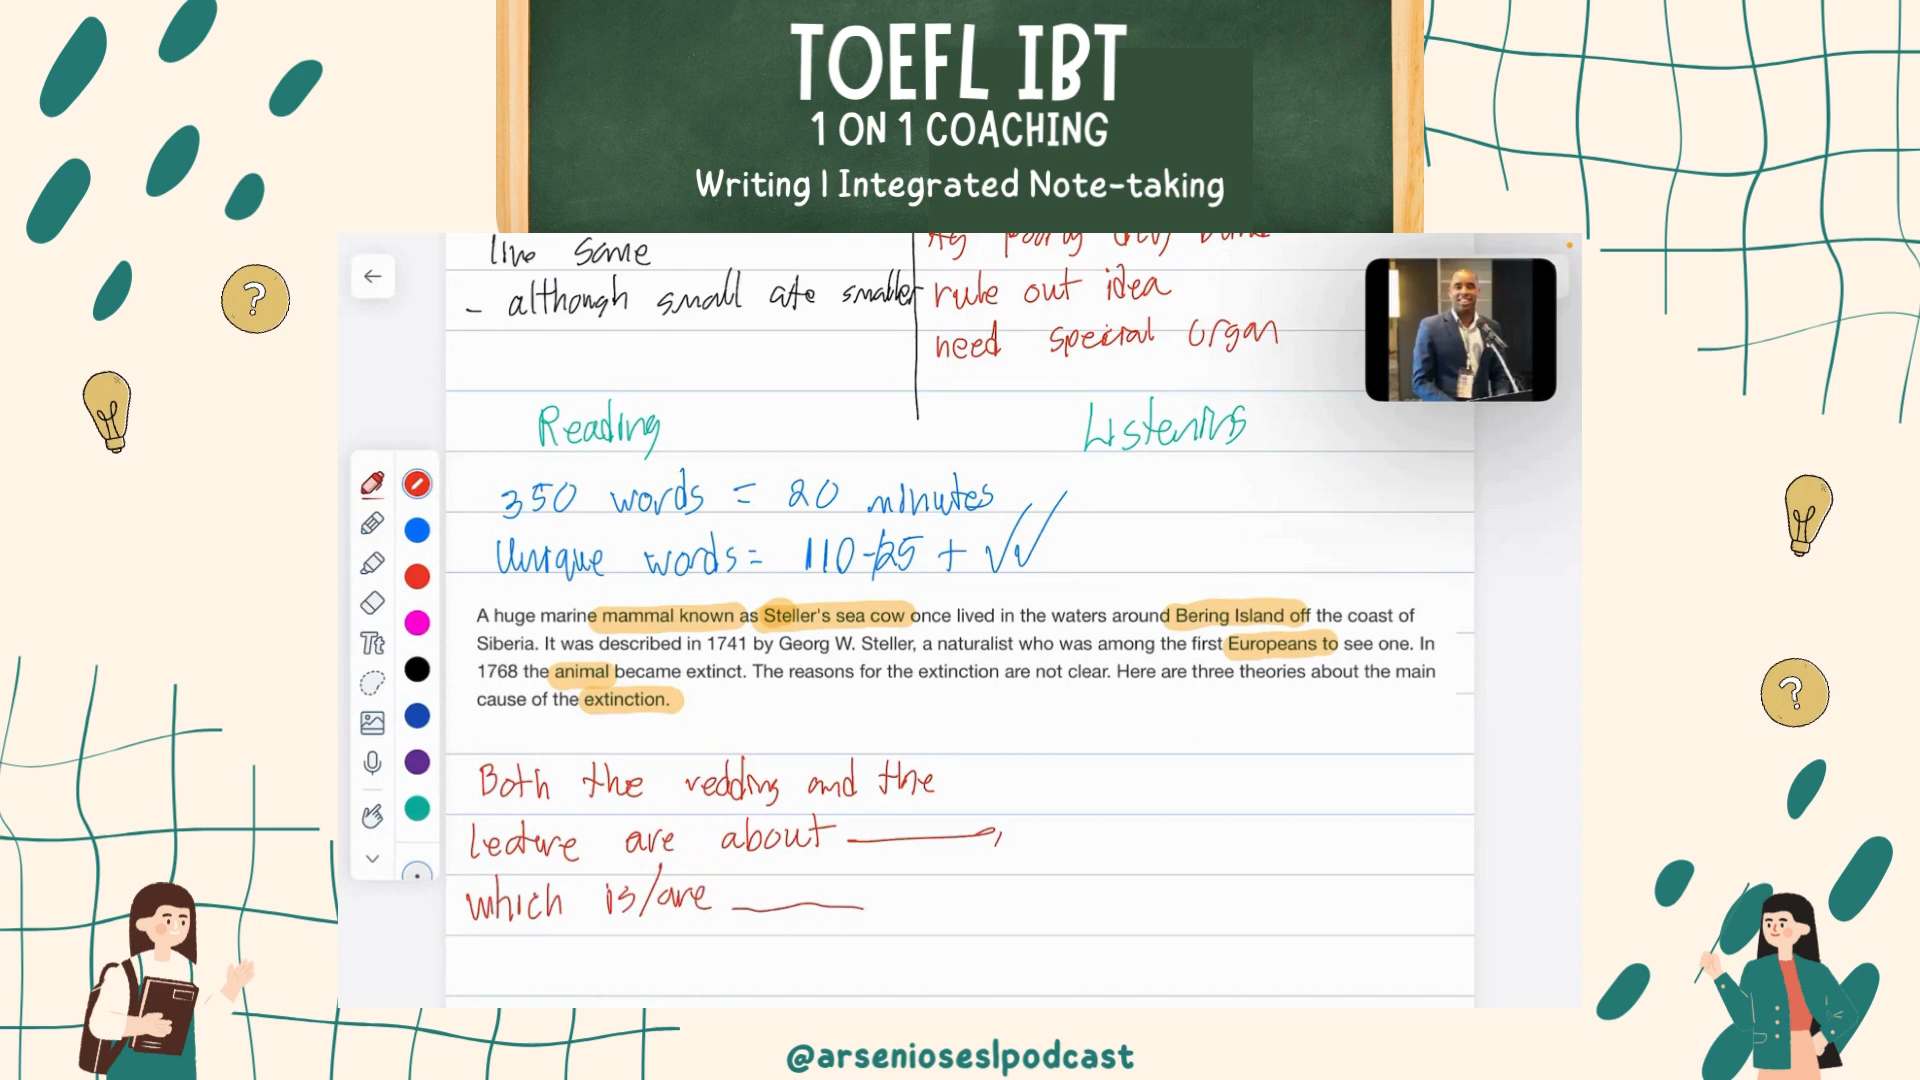 TOEFL IBT
1 ON 1 COACHING
Writing | Integrated Note-taking
live same
- although small ate smaller
rule out idea
need special organ
Reading
Listening
350 words = 20 minutes
Unique words = 110-125 +
A huge marine mammal known as Steller's sea cow once lived in the waters around Bering Island off the coast of
Siberia. It was described in 1741 by Georg W. Steller, a naturalist who was among the first Europeans to see one. In
1768 the animal became extinct. The reasons for the extinction are not clear. Here are three theories about the main
cause of the extinction.
Both the reading and the
lecture are about ______,
which is/are ______
Tt
?
?
@arsenioseslpodcast